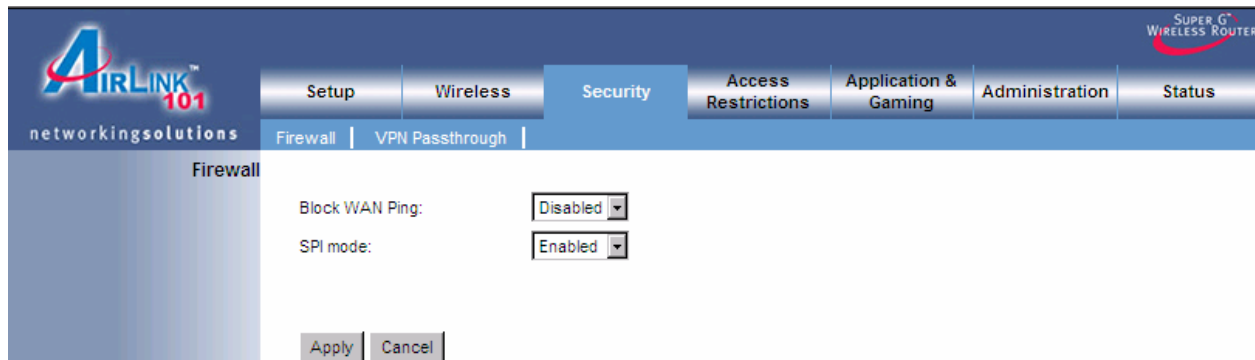 SUPER G
WIRELESS ROUTER
AIRLINK™
101
networkingsolutions
Setup
Wireless
Security
Access
Restrictions
Application &
Gaming
Administration
Status
Firewall
VPN Passthrough
Firewall
Block WAN Ping:
Disabled
SPI mode:
Enabled
Apply
Cancel